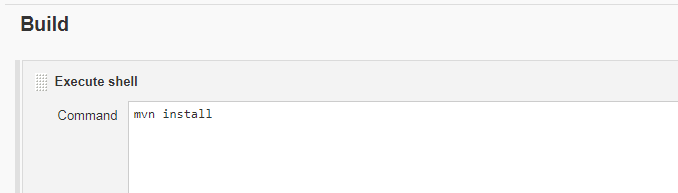 Build
Execute shell
Command
mvn install